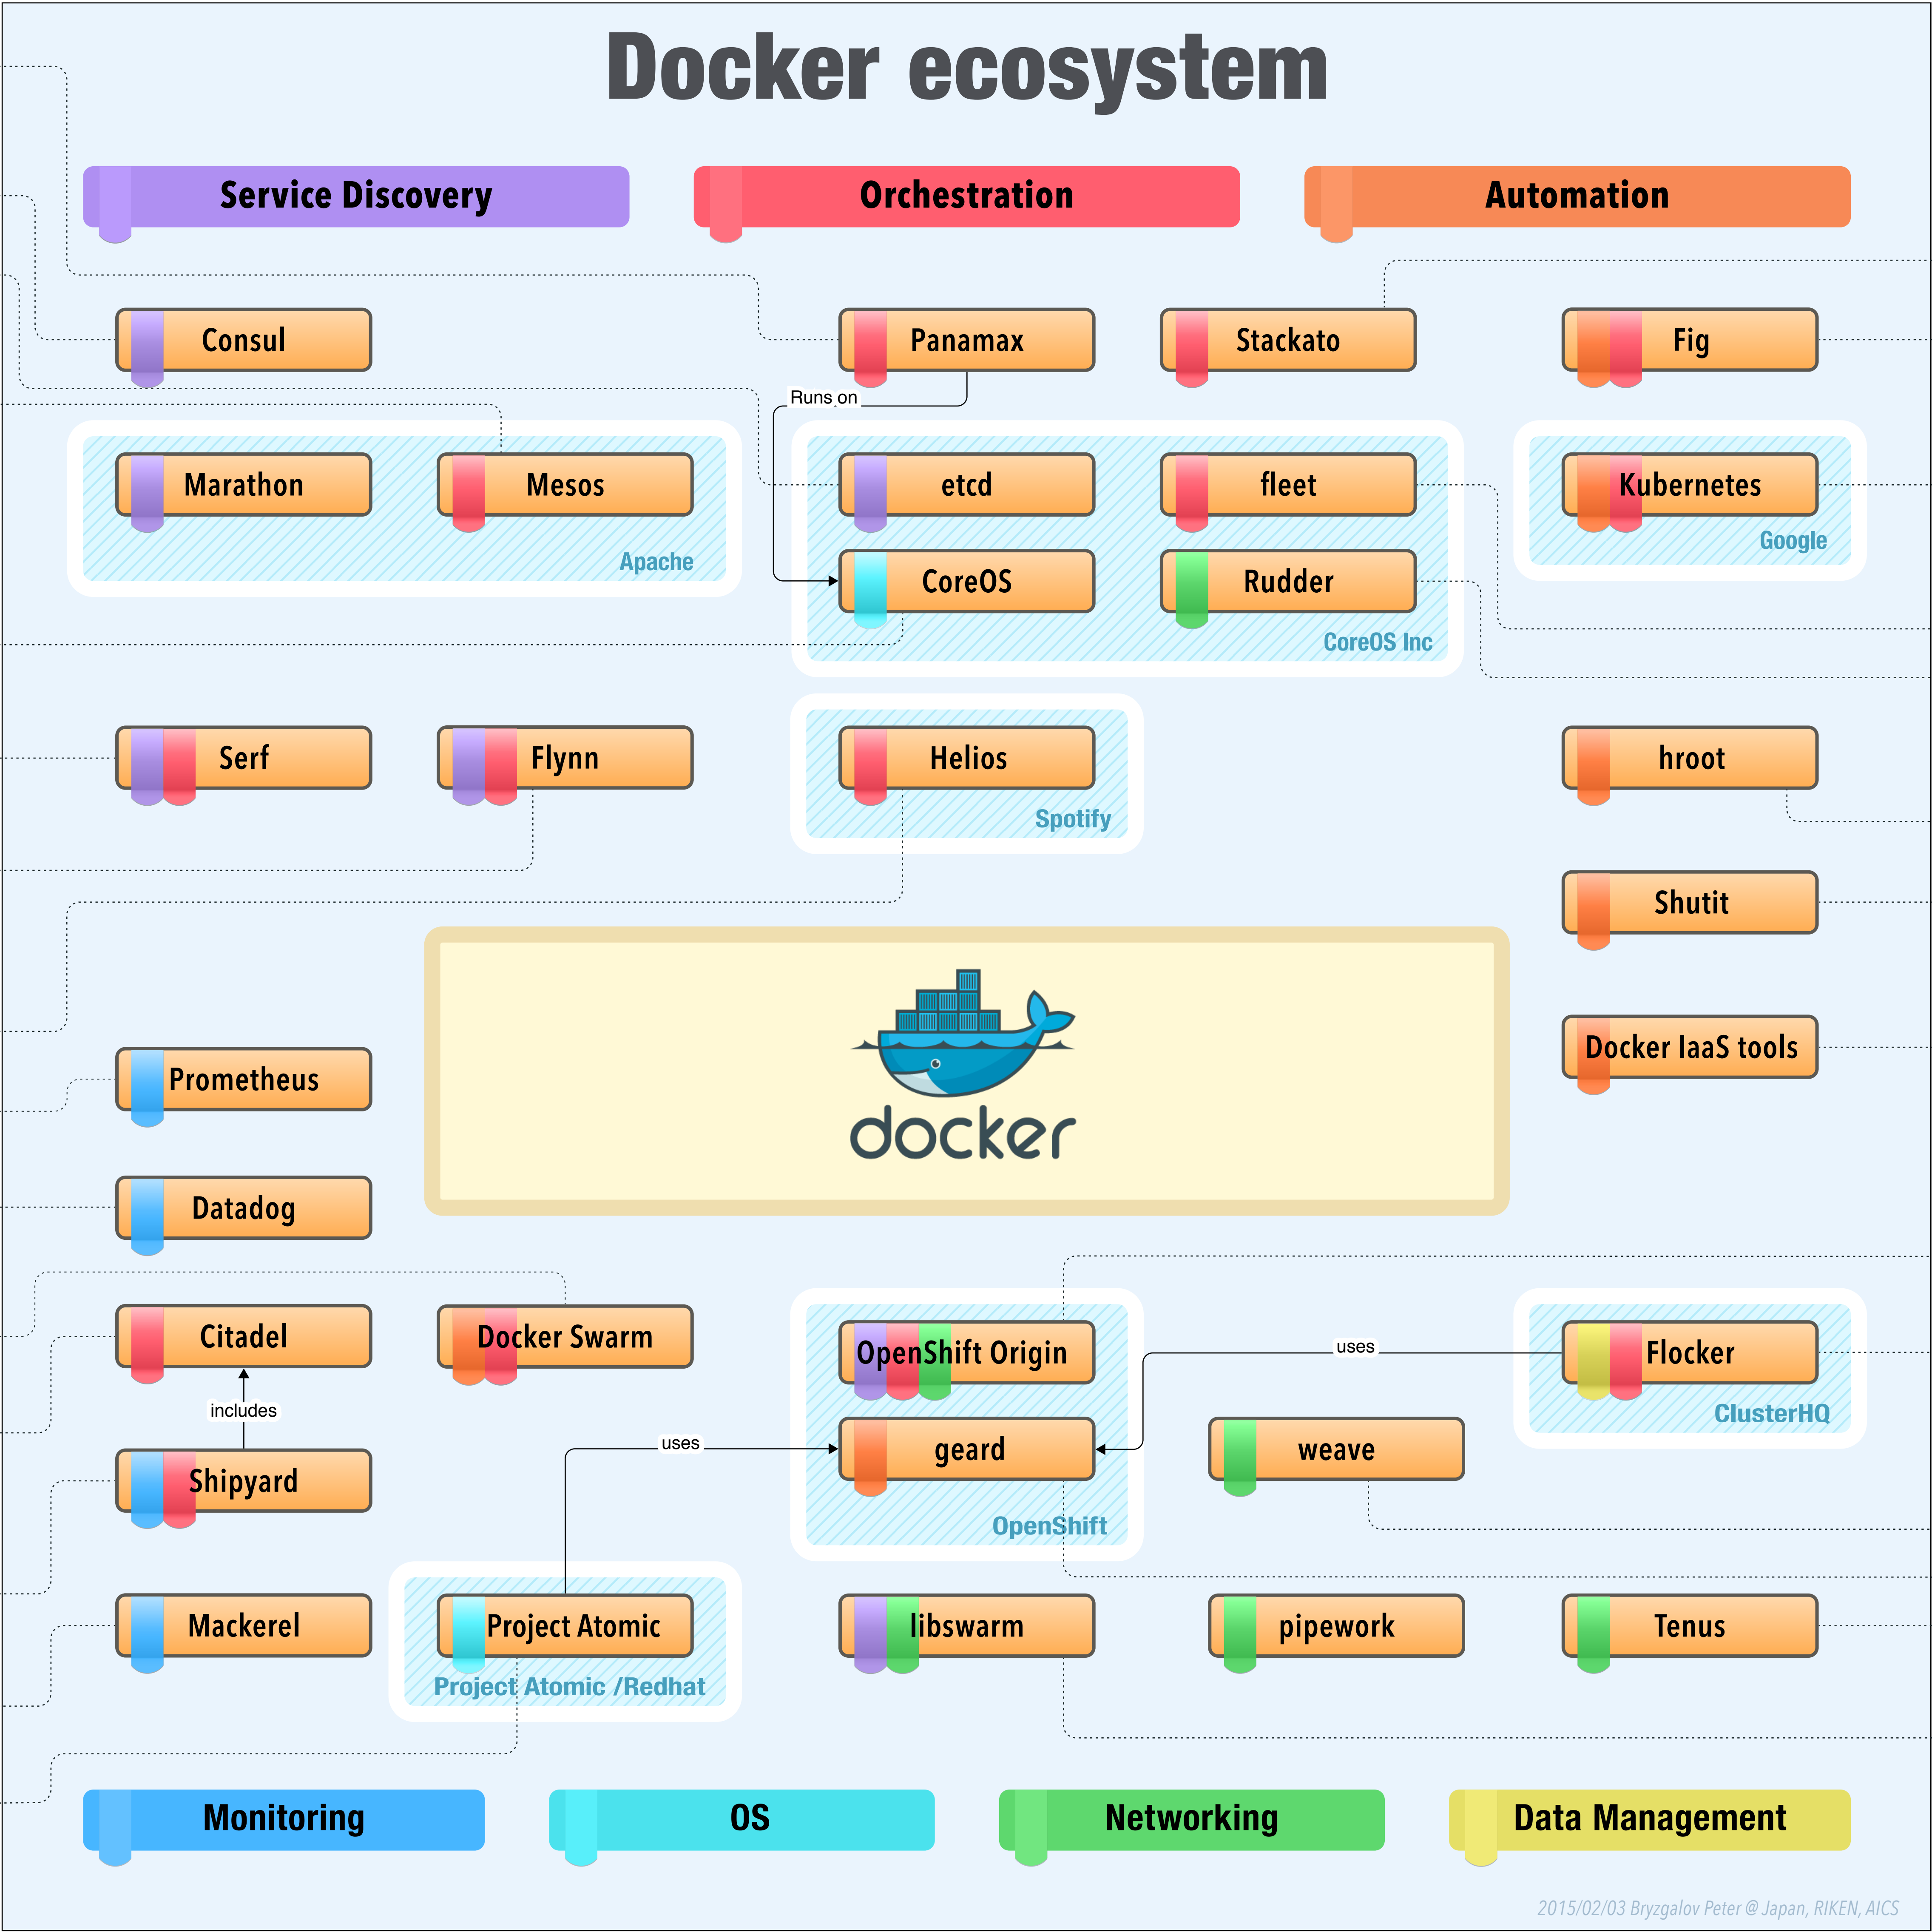 Docker ecosystem
Service Discovery
Orchestration
Automation
Consul
Panamax
Stackato
Fig
Runs on
Marathon
Mesos
Apache
etcd
fleet
CoreOS
Rudder
CoreOS Inc
Kubernetes
Google
Serf
Flynn
Helios
Spotify
hroot
Shutit
docker
Docker IaaS tools
Prometheus
Datadog
Citadel
Docker Swarm
OpenShift Origin
uses
Flocker
ClusterHQ
includes
uses
geard
weave
OpenShift
Shipyard
Mackerel
Project Atomic
Project Atomic /Redhat
libswarm
pipework
Tenus
Monitoring
OS
Networking
Data Management
2015/02/03 Bryzgalov Peter @ Japan, RIKEN, AICS